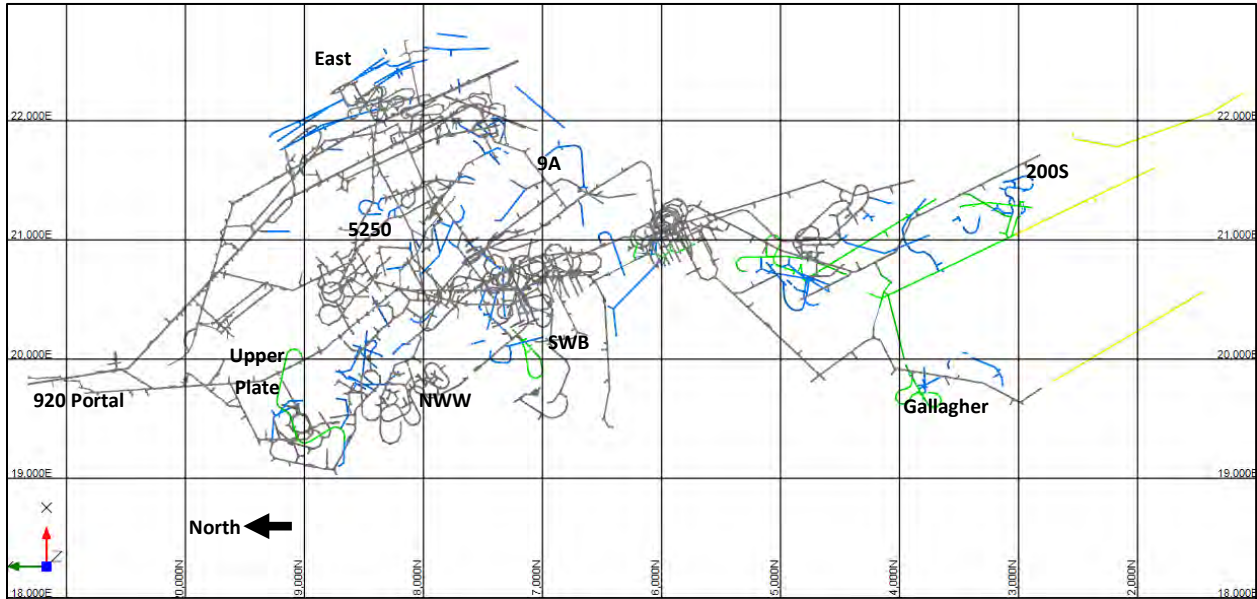 East
22,000E
22,000E
9A
200S
5250
21,000E
21,000E
SWB
20,000E
Upper
20,000E
Plate
920 Portal
NWW
Gallagher
19,000E
19,000E
X
North
Z
9,000N
8,000N
7,000N
6,000N
5,000N
4,000N
3,000N
2,000N
18,000E
18,000E